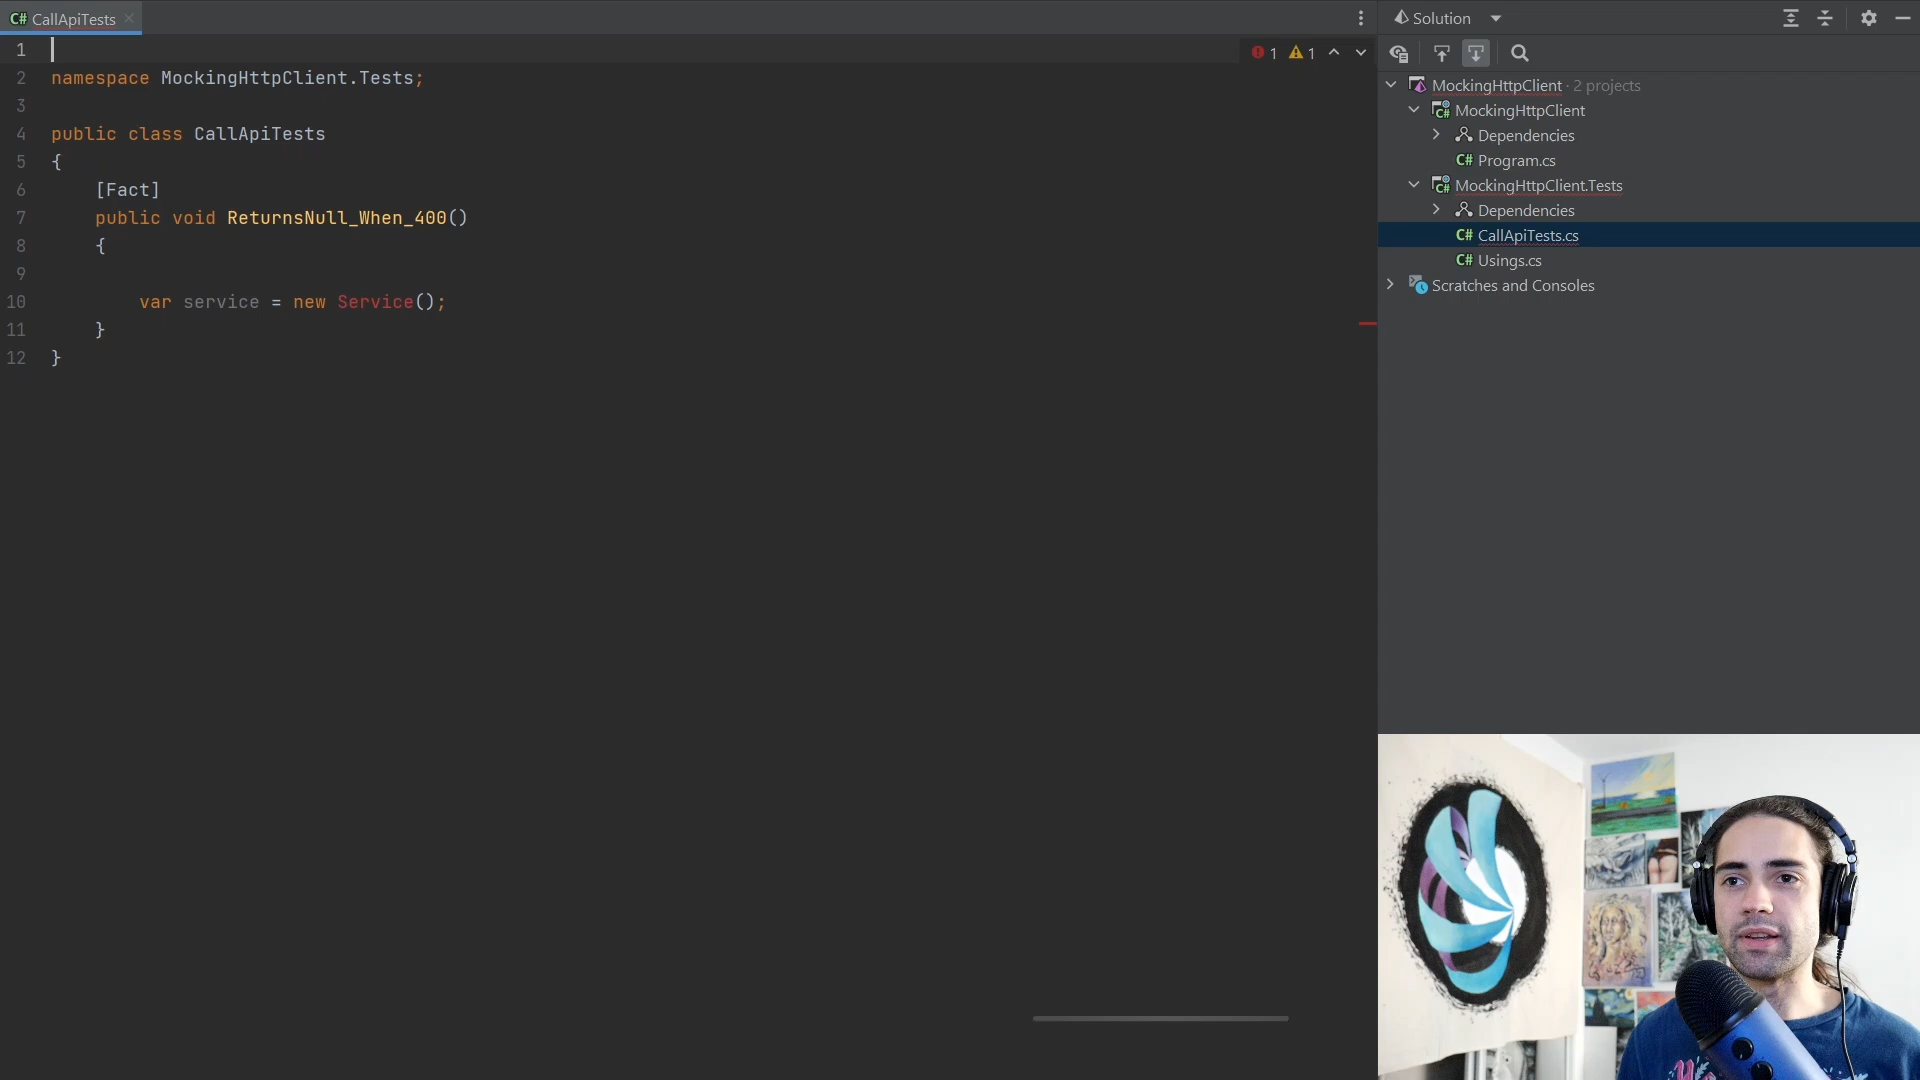 C# CallApiTests
1
2 namespace MockingHttpClient.Tests;
3
4 public class CallApiTests
5 {
6 [Fact]
7 public void ReturnsNull_When_400()
8 {
9
10 var service = new Service();
11 }
12 }
1 1
Solution
MockingHttpClient · 2 projects
C# MockingHttpClient
Dependencies
C# Program.cs
C# MockingHttpClient.Tests
Dependencies
C# CallApiTests.cs
C# Usings.cs
Scratches and Consoles